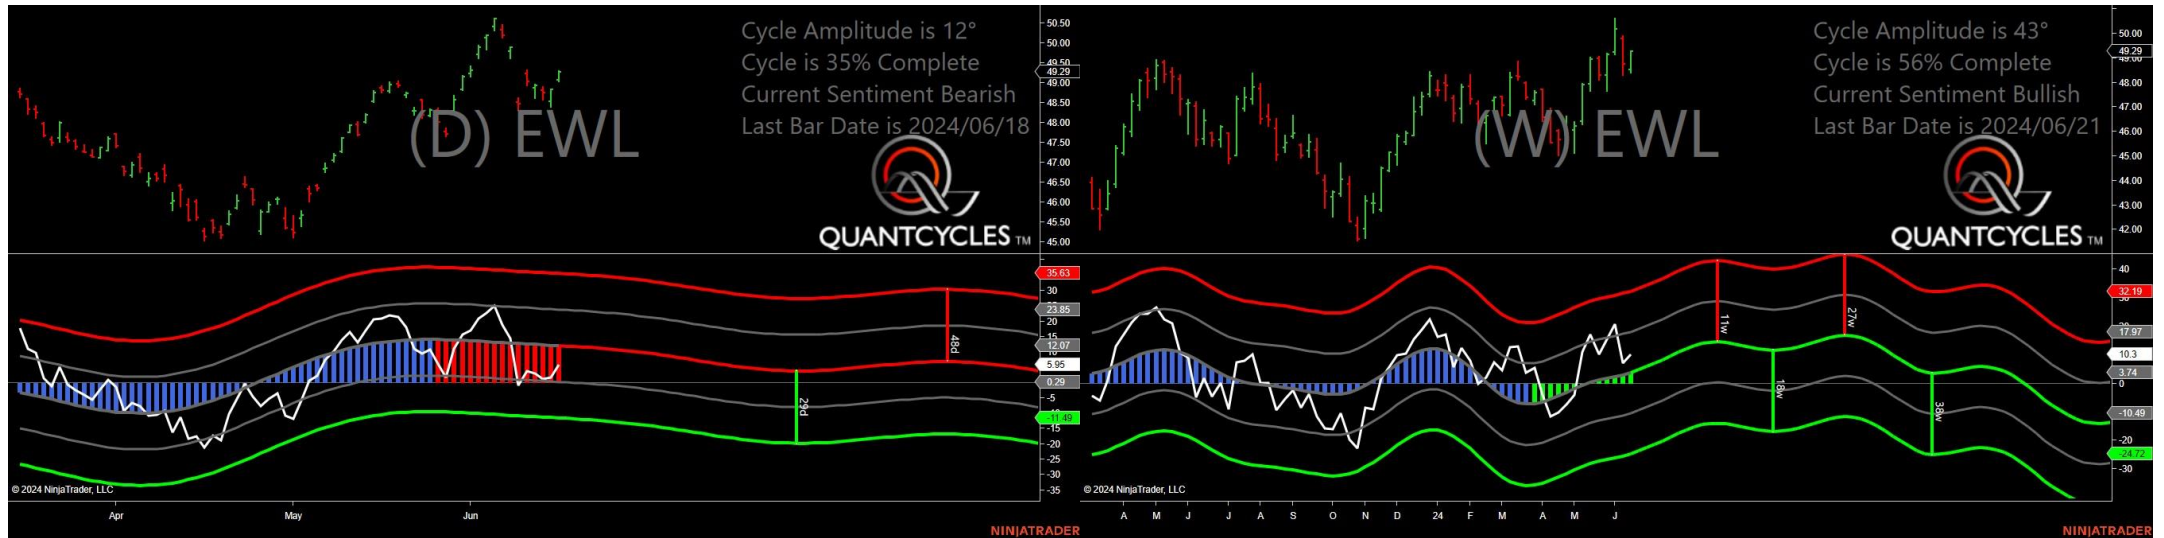 Cycle Amplitude is 12°
Cycle is 35% Complete
Current Sentiment Bearish
Last Bar Date is 2024/06/18
(D) EWL
QUANTCYCLES TM
50.50
50.00
49.50
49.29
49.00
48.50
48.00
47.50
47.00
46.50
46.00
45.50
45.00
35.63
30
23.85
20
15
12.07
5.95
0.29
-5
-11.49
-15
-20
-25
-30
-35
29d
48d
© 2024 NinjaTrader, LLC
Apr May Jun
NINJATRADER
Cycle Amplitude is 43°
Cycle is 56% Complete
Current Sentiment Bullish
Last Bar Date is 2024/06/21
(W) EWL
QUANTCYCLES TM
50.00
49.29
49.00
48.00
47.00
46.00
45.00
44.00
43.00
42.00
40
32.19
17.97
10.3
3.74
0
-10.49
-20
-24.72
-30
11w
18w
27w
38w
© 2024 NinjaTrader, LLC
A M J J A S O N D 24 F M A M J
NINJATRADER